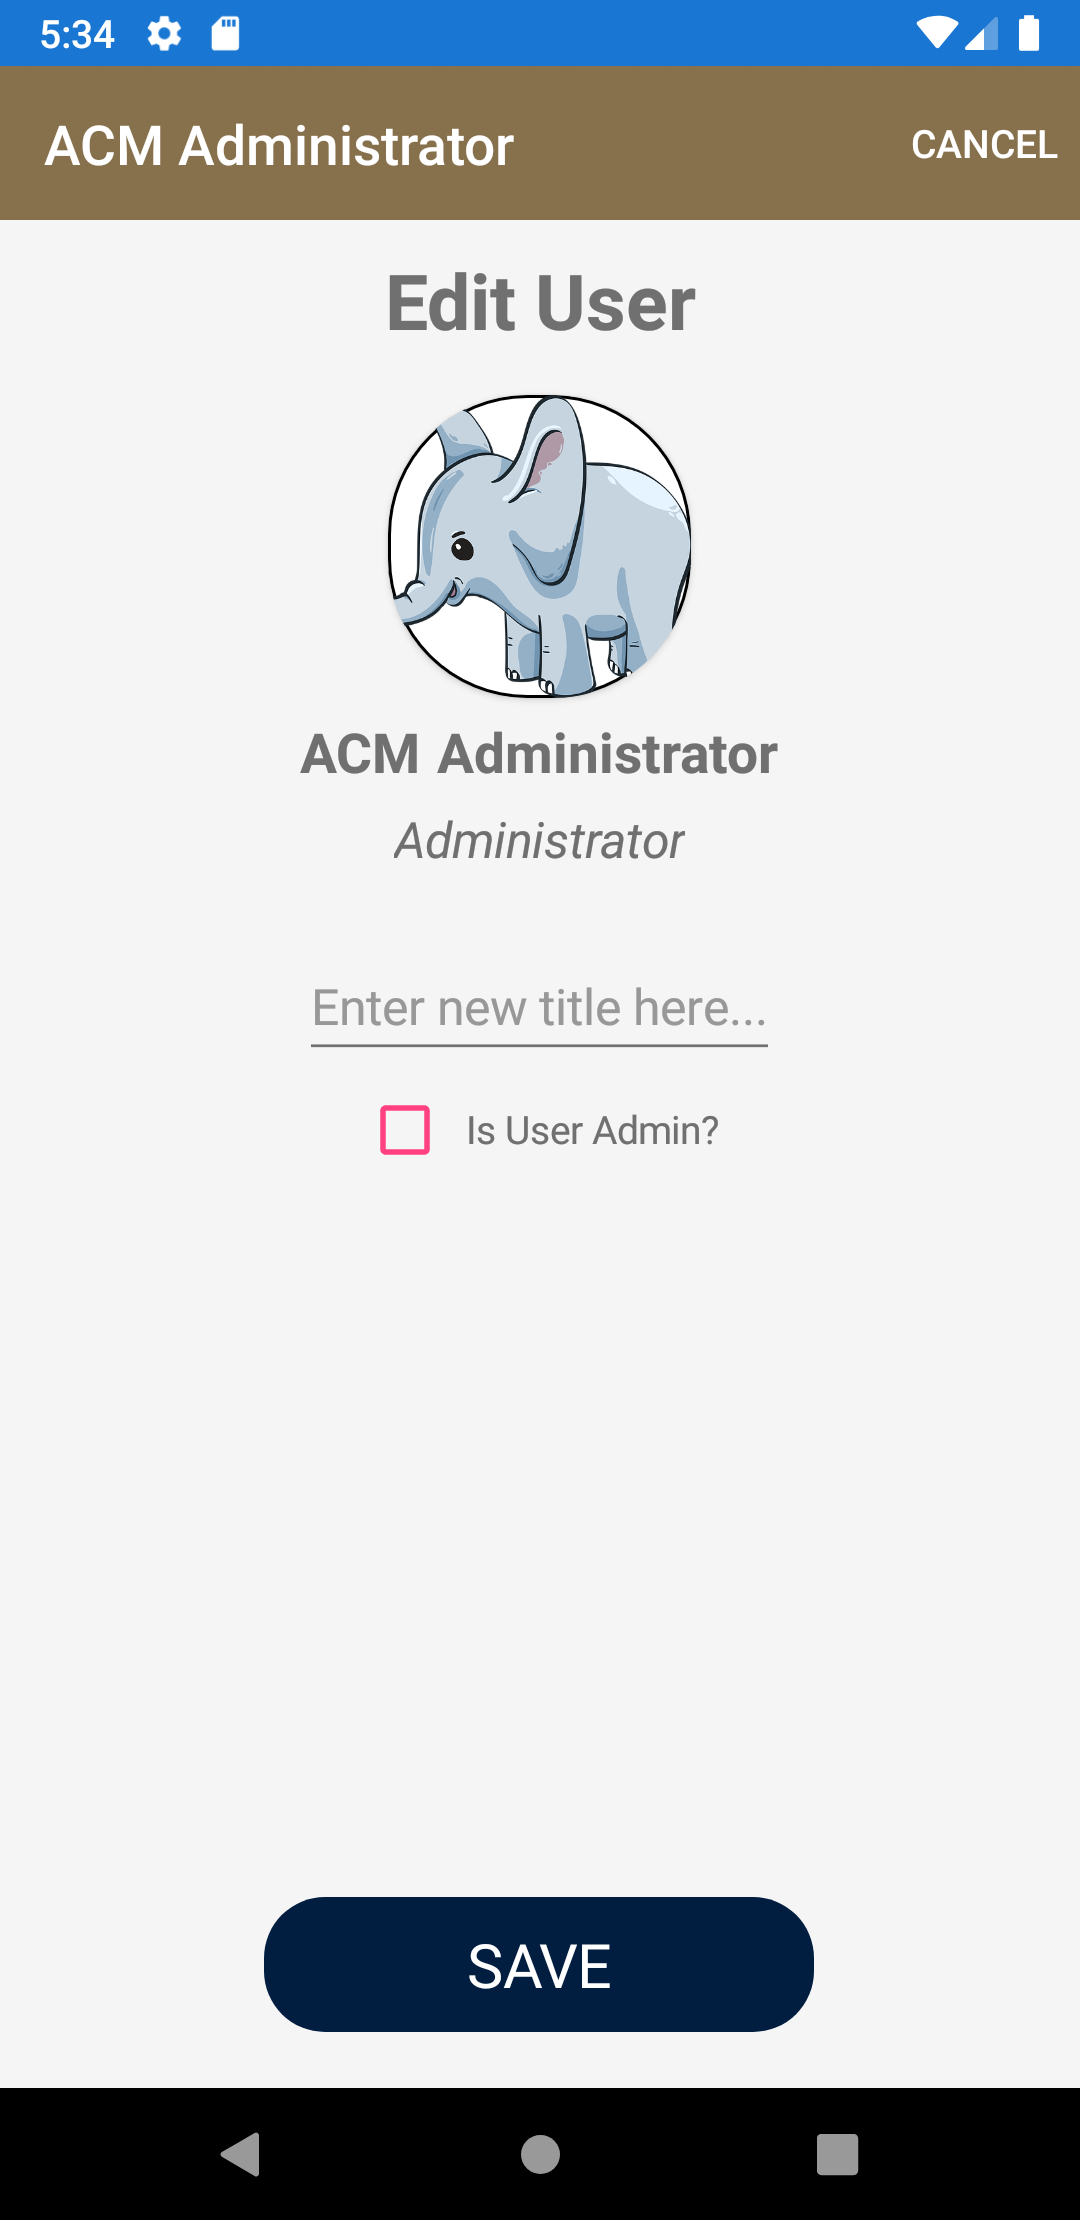 5:34
ACM Administrator
CANCEL
Edit User
ACM Administrator
Administrator
Enter new title here...
Is User Admin?
SAVE